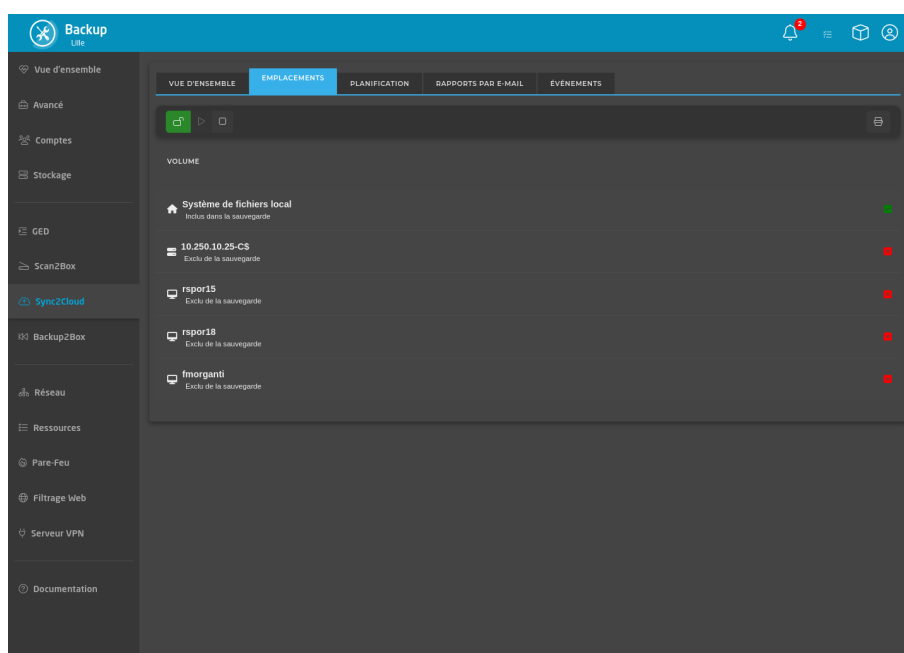 Backup
Lille
2
Vue d'ensemble
Avancé
Comptes
Stockage
GED
Scan2Box
Sync2Cloud
Backup2Box
Réseau
Ressources
Pare-Feu
Filtrage Web
Serveur VPN
Documentation
VUE D'ENSEMBLE
EMPLACEMENTS
PLANIFICATION
RAPPORTS PAR E-MAIL
ÉVÉNEMENTS
VOLUME
Système de fichiers local
Inclus dans la sauvegarde
10.250.10.25-C$
Exclu de la sauvegarde
rspor15
Exclu de la sauvegarde
rspor18
Exclu de la sauvegarde
fmorganti
Exclu de la sauvegarde